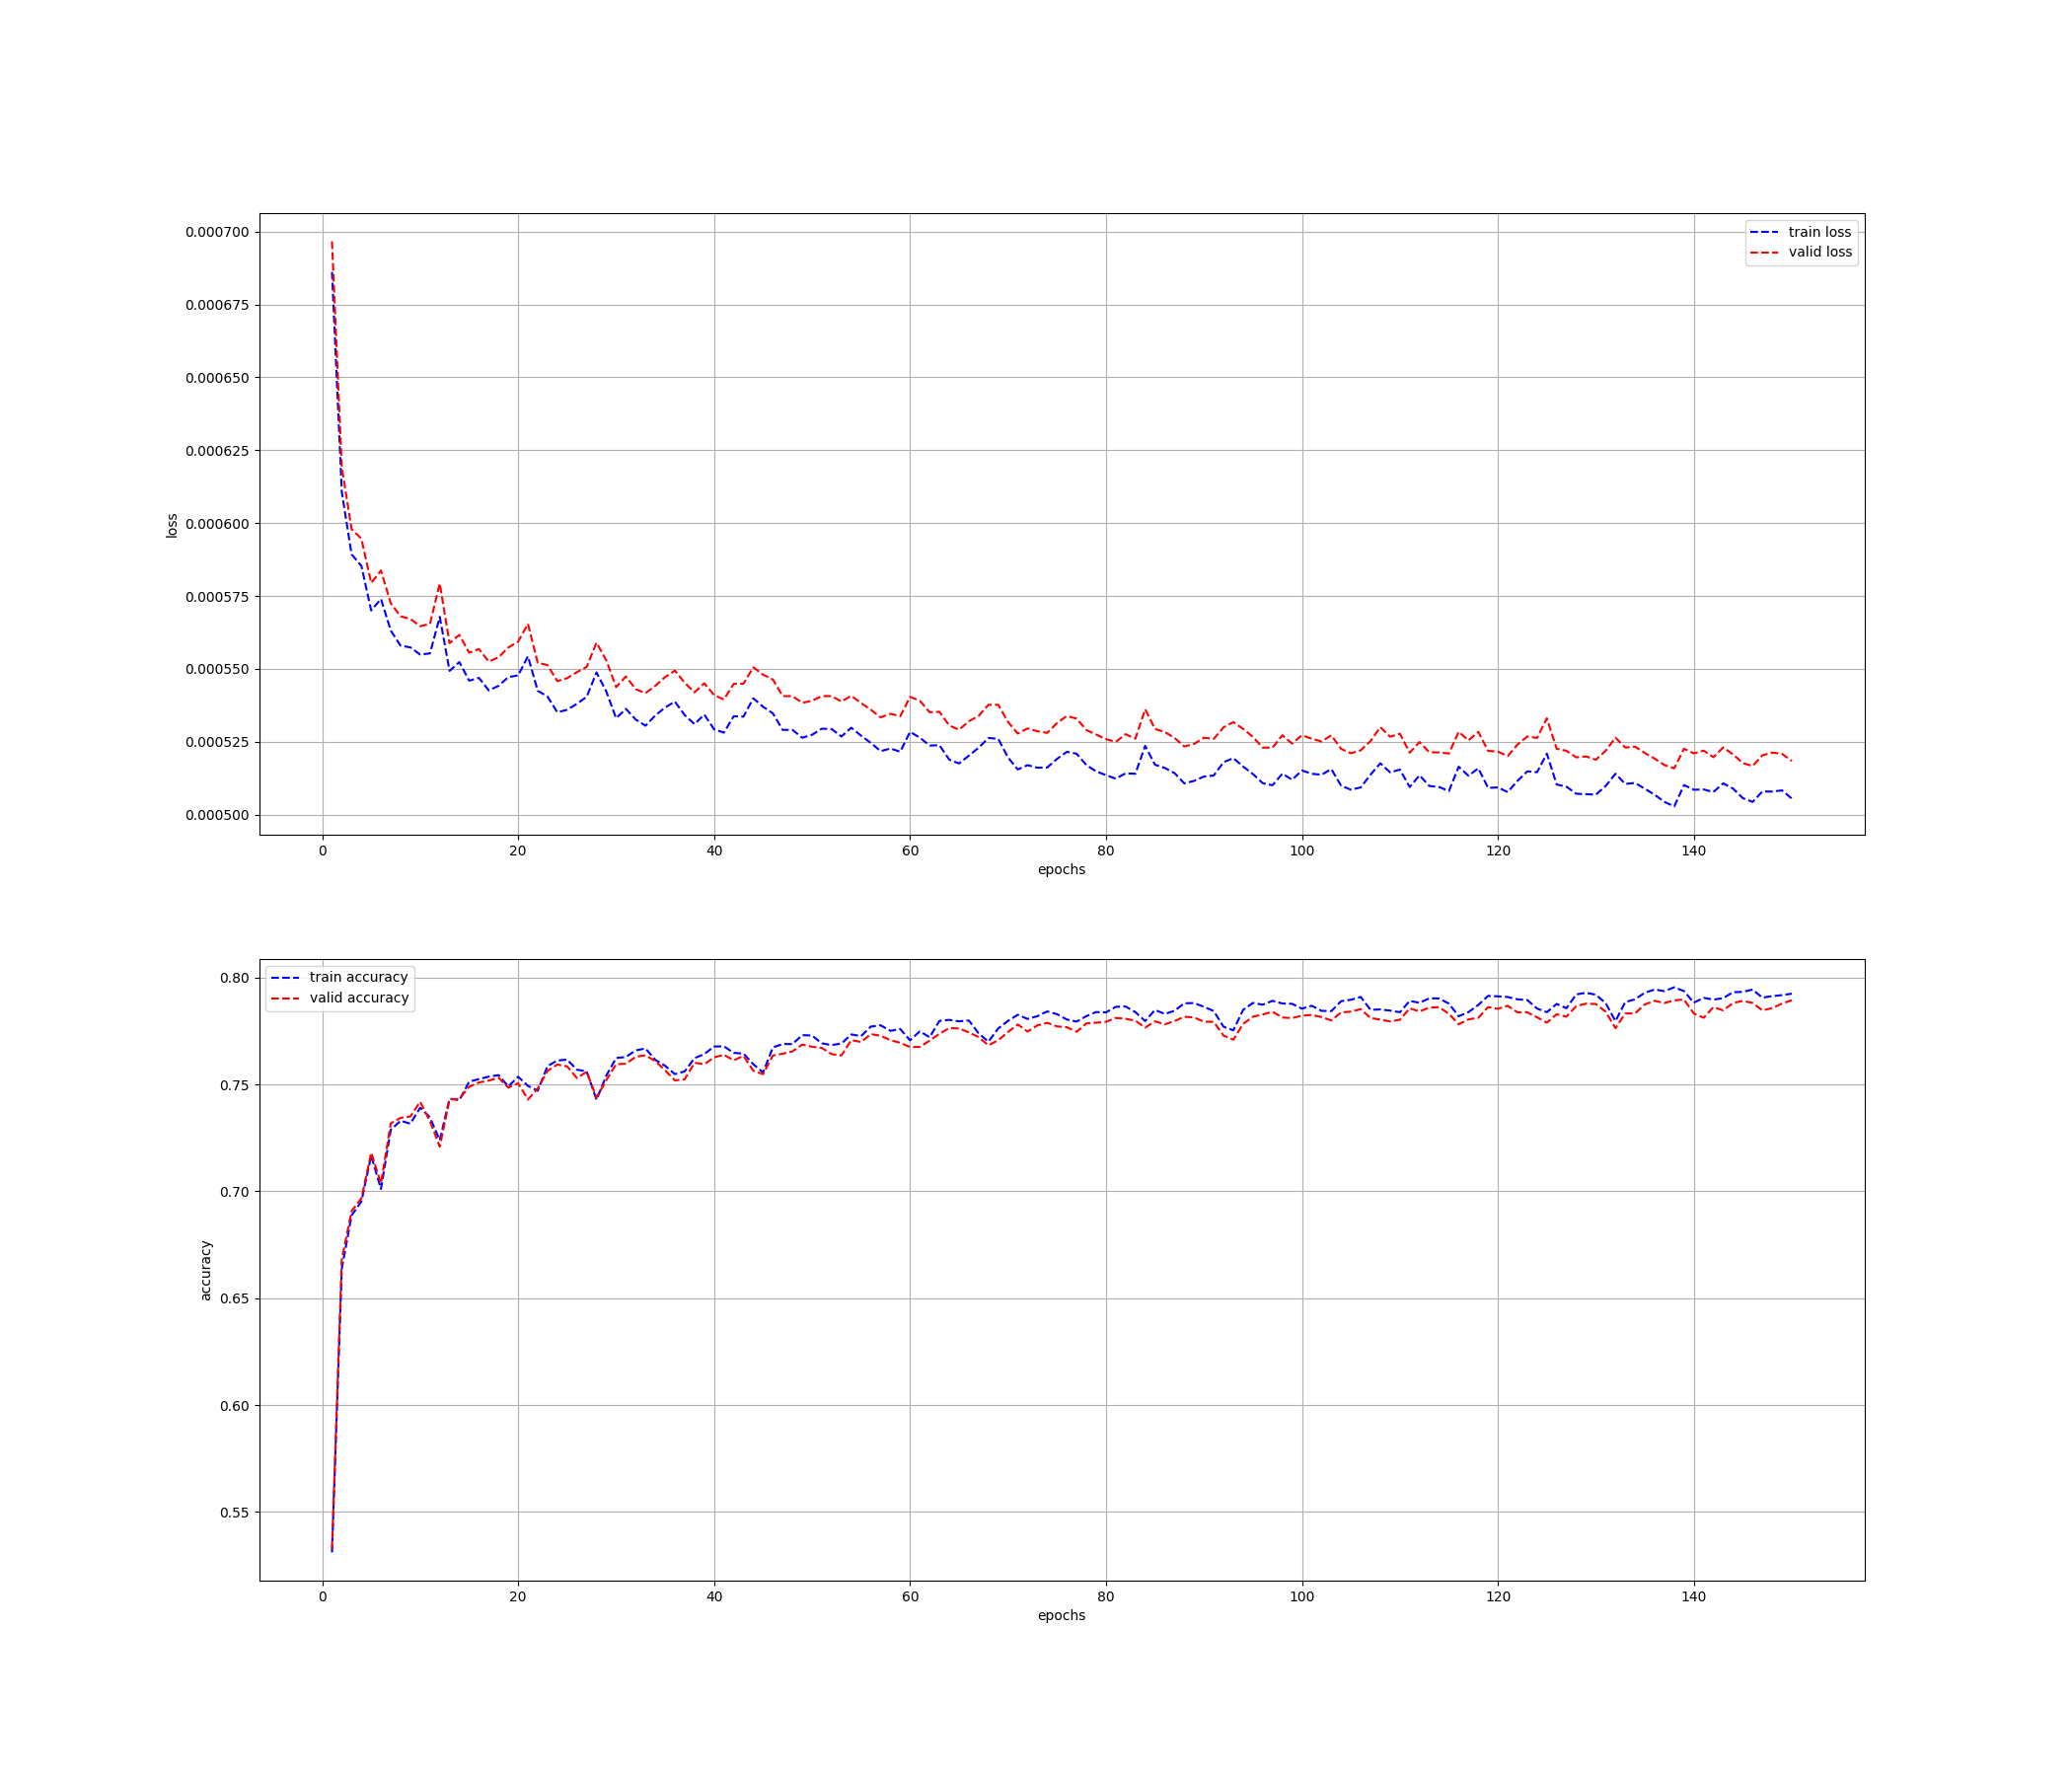 0.000700
0.000675
0.000650
0.000625
0.000600
0.000575
0.000550
0.000525
0.000500
loss
train loss
valid loss
0 20 40 60 80 100 120 140
epochs
0.80
0.75
0.70
0.65
0.60
0.55
accuracy
train accuracy
valid accuracy
0 20 40 60 80 100 120 140
epochs